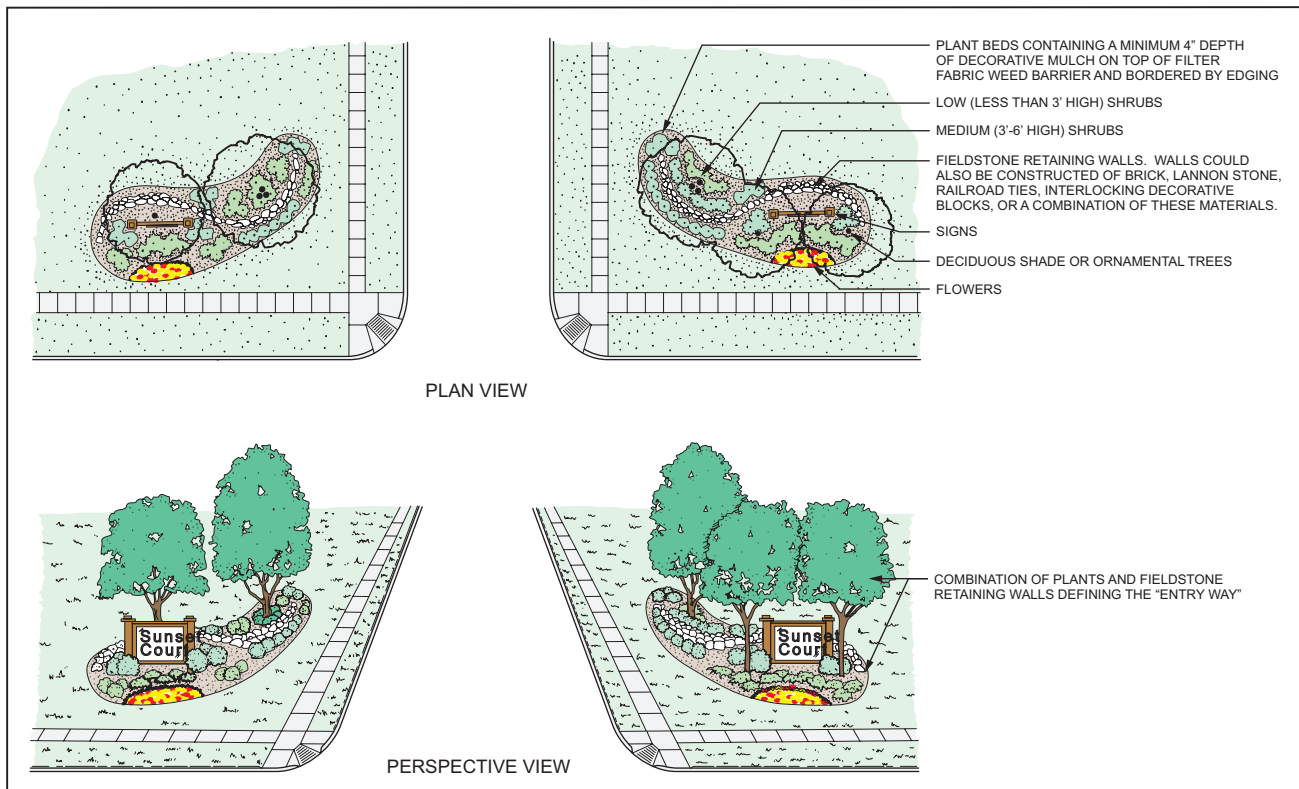 PLANT BEDS CONTAINING A MINIMUM 4" DEPTH
OF DECORATIVE MULCH ON TOP OF FILTER
FABRIC WEED BARRIER AND BORDERED BY EDGING
LOW (LESS THAN 3' HIGH) SHRUBS
MEDIUM (3'-6' HIGH) SHRUBS
FIELDSTONE RETAINING WALLS.  WALLS COULD
ALSO BE CONSTRUCTED OF BRICK, LANNON STONE,
RAILROAD TIES, INTERLOCKING DECORATIVE
BLOCKS, OR A COMBINATION OF THESE MATERIALS.
SIGNS
DECIDUOUS SHADE OR ORNAMENTAL TREES
FLOWERS
PLAN VIEW
Sunset
Court
Sunset
Court
COMBINATION OF PLANTS AND FIELDSTONE
RETAINING WALLS DEFINING THE “ENTRY WAY”
PERSPECTIVE VIEW